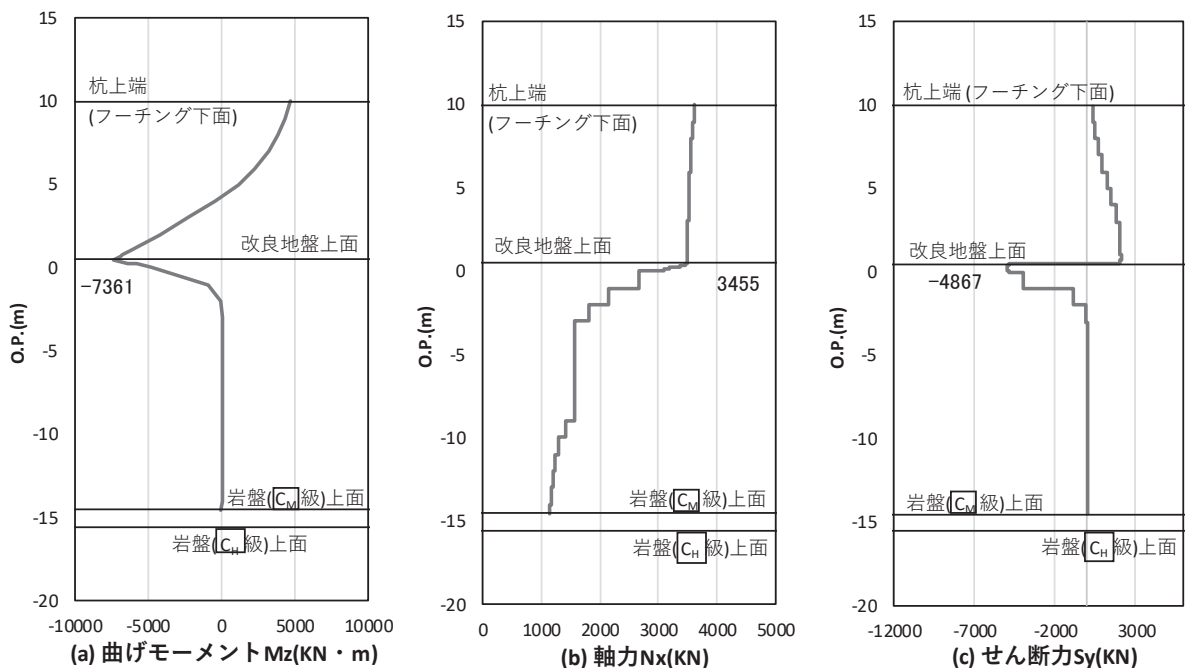 15
10
5
0
-5
-10
-15
-20
O.P.(m)
杭上端
(フーチング下面)
改良地盤上面
-7361
岩盤(CM級)上面
岩盤(CH級)上面
-10000 -5000 0 5000 10000
(a) 曲げモーメントMz(KN・m)
15
10
5
0
-5
-10
-15
-20
O.P.(m)
杭上端
(フーチング下面)
改良地盤上面
3455
岩盤(CM級)上面
岩盤(CH級)上面
0 1000 2000 3000 4000 5000
(b) 軸力Nx(KN)
15
10
5
0
-5
-10
-15
-20
O.P.(m)
杭上端 (フーチング下面)
改良地盤上面
-4867
岩盤(CM級)上面
岩盤(CH級)上面
-12000 -7000 -2000 3000
(c) せん断力Sy(KN)